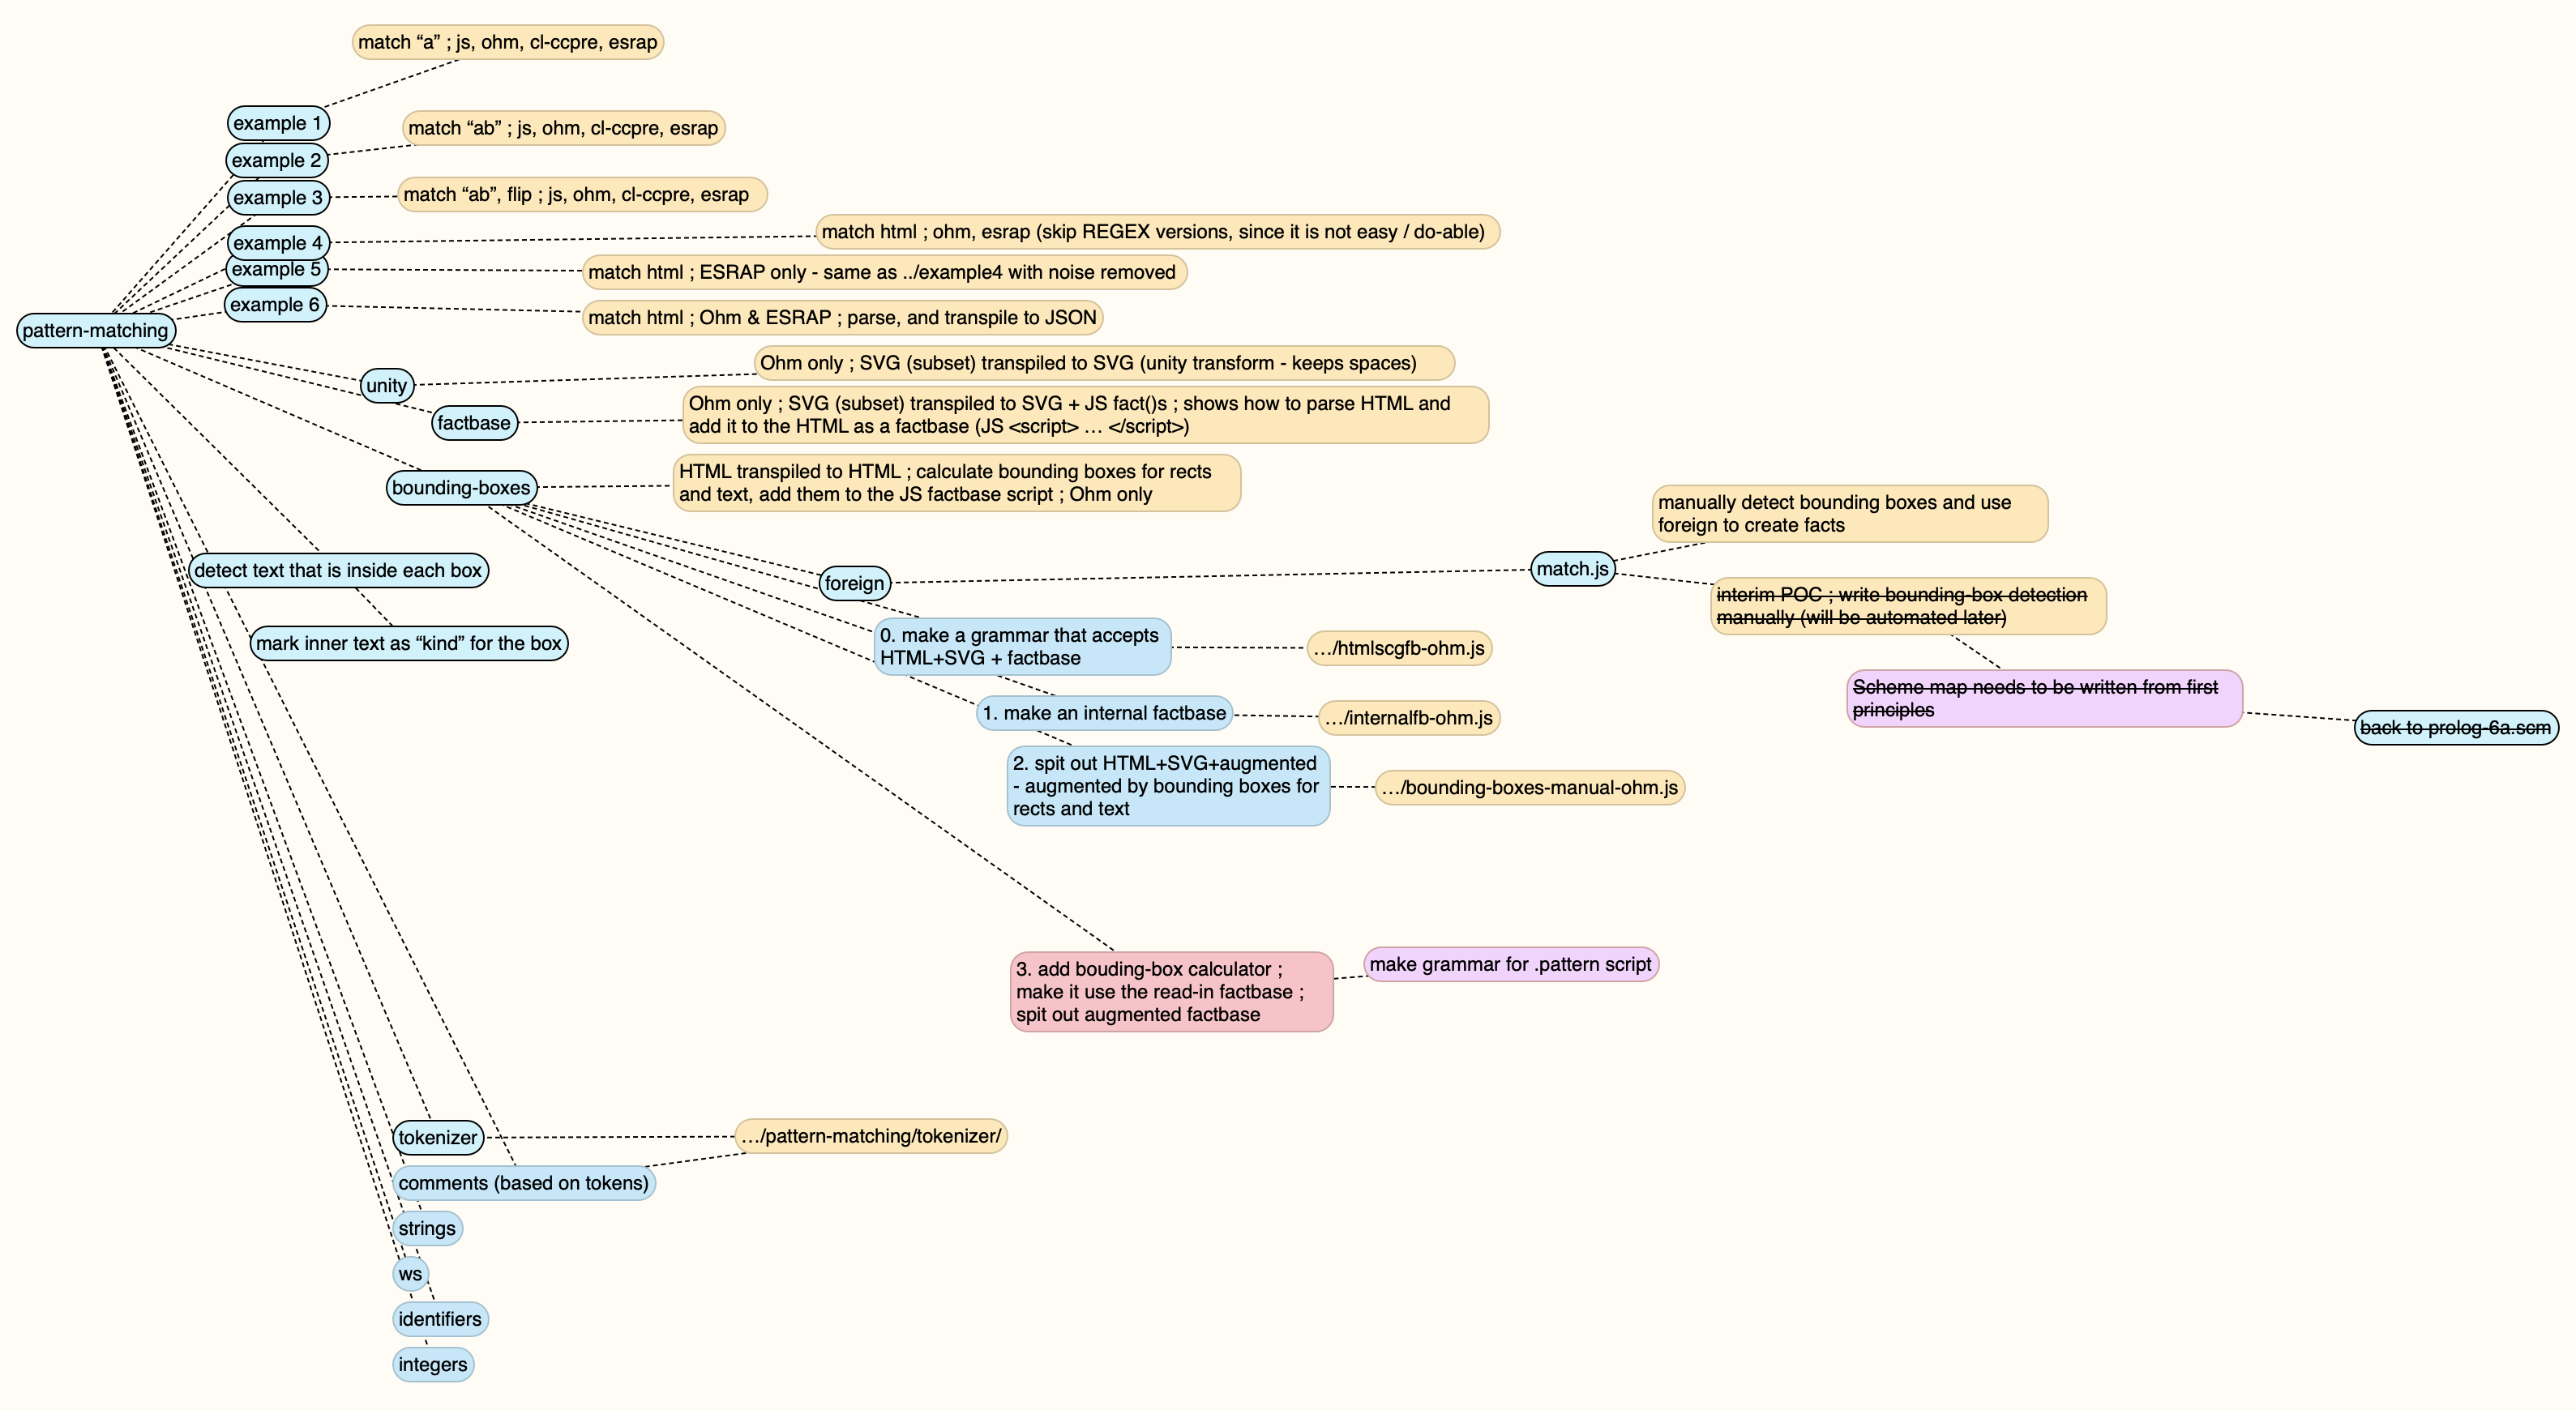 match “a” ; js, ohm, cl-ccpre, esrap
example 1
match “ab” ; js, ohm, cl-ccpre, esrap
example 2
example 3
match “ab”, flip ; js, ohm, cl-ccpre, esrap
example 4
match html ; ohm, esrap (skip REGEX versions, since it is not easy / do-able)
example 5
match html ; ESRAP only - same as ../example4 with noise removed
example 6
match html ; Ohm & ESRAP ; parse, and transpile to JSON
pattern-matching
unity
Ohm only ; SVG (subset) transpiled to SVG (unity transform - keeps spaces)
factbase
Ohm only ; SVG (subset) transpiled to SVG + JS fact()s ; shows how to parse HTML and
add it to the HTML as a factbase (JS <script> … </script>)
bounding-boxes
HTML transpiled to HTML ; calculate bounding boxes for rects
and text, add them to the JS factbase script ; Ohm only
manually detect bounding boxes and use
foreign to create facts
detect text that is inside each box
foreign
match.js
interim POC ; write bounding-box detection
manually (will be automated later)
mark inner text as “kind” for the box
0. make a grammar that accepts
HTML+SVG + factbase
…/htmlscgfb-ohm.js
Scheme map needs to be written from first
principles
back to prolog-6a.scm
1. make an internal factbase
…/internalfb-ohm.js
2. spit out HTML+SVG+augmented
- augmented by bounding boxes for
rects and text
…/bounding-boxes-manual-ohm.js
3. add bouding-box calculator ;
make it use the read-in factbase ;
spit out augmented factbase
make grammar for .pattern script
tokenizer
…/pattern-matching/tokenizer/
comments (based on tokens)
strings
ws
identifiers
integers